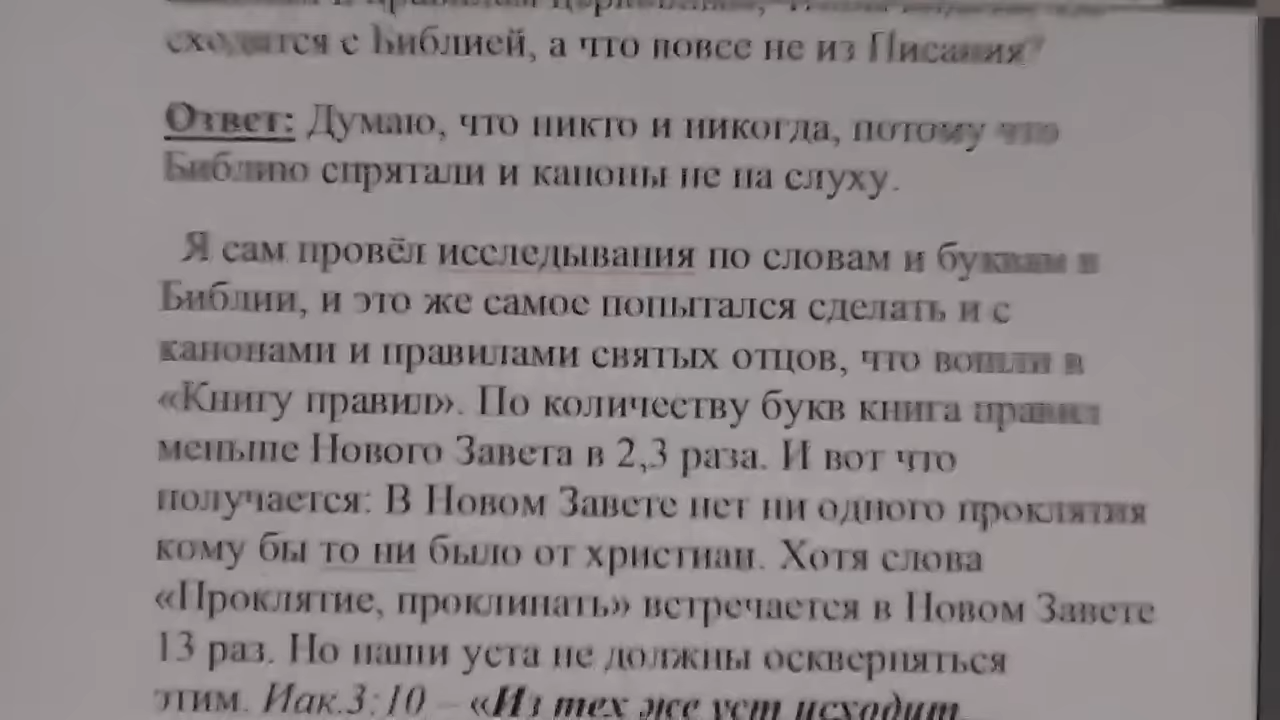 сходятся с Библией, а что вовсе не из Писания?
Ответ: Думаю, что никто и никогда, потому что
Библию спрятали и каноны не на слуху.
Я сам провёл исследывания по словам и буквам в
Библии, и это же самое попытался сделать и с
канонами и правилами святых отцов, что вошли в
«Книгу правил». По количеству букв книга правил
меньше Нового Завета в 2,3 раза. И вот что
получается: В Новом Завете нет ни одного проклятия
кому бы то ни было от христиан. Хотя слова
«Проклятие, проклинать» встречается в Новом Завете
13 раз. Но наши уста не должны оскверняться
этим. Иак.3:10 – «Из тех же уст исходит